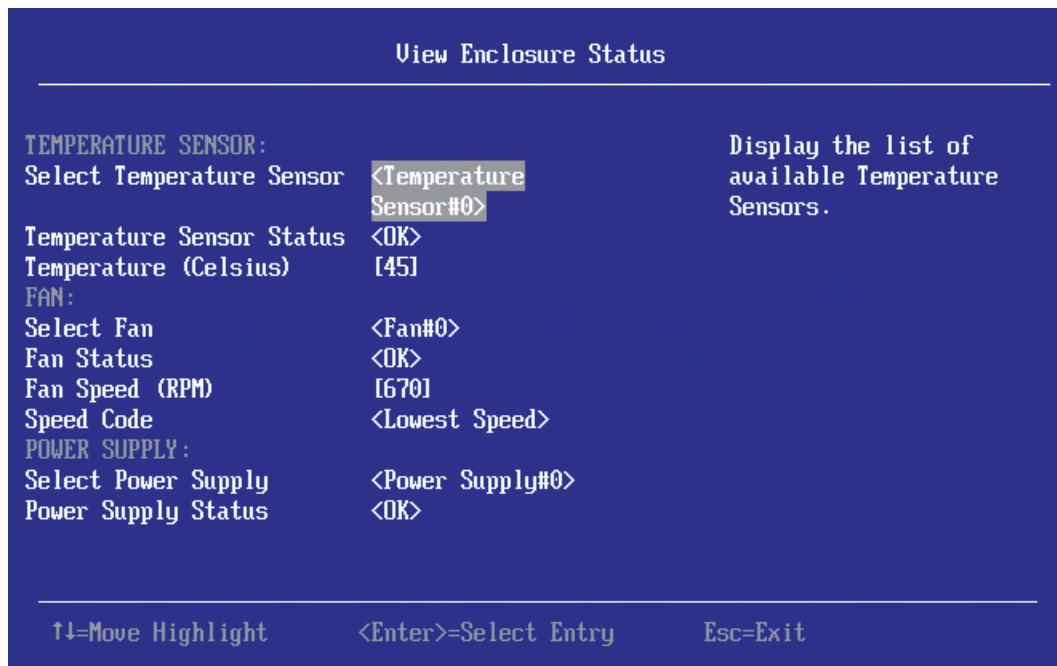 View Enclosure Status
TEMPERATURE SENSOR:
Select Temperature Sensor <Temperature
Sensor#0>
Temperature Sensor Status <OK>
Temperature (Celsius) [45]
FAN:
Select Fan <Fan#0>
Fan Status <OK>
Fan Speed (RPM) [670]
Speed Code <Lowest Speed>
POWER SUPPLY:
Select Power Supply <Power Supply#0>
Power Supply Status <OK>
Display the list of
available Temperature
Sensors.
↑↓=Move Highlight <Enter>=Select Entry Esc=Exit